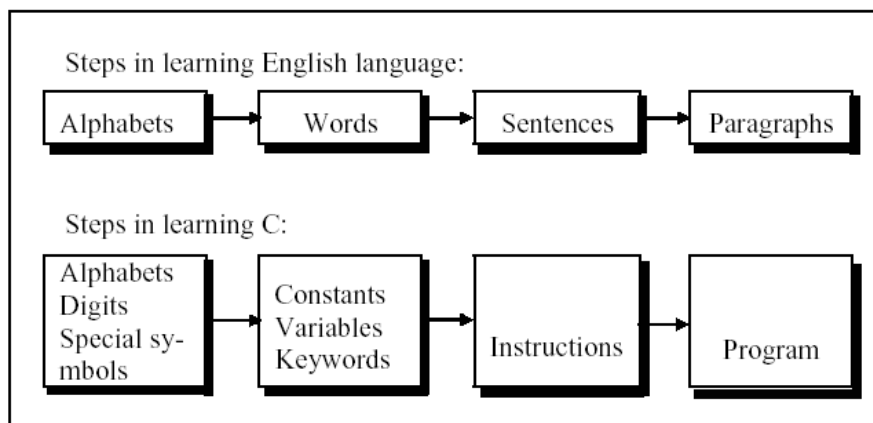 Steps in learning English language:
Alphabets
Words
Sentences
Paragraphs
Steps in learning C:
Alphabets
Digits
Special sy-
mbols
Constants
Variables
Keywords
Instructions
Program